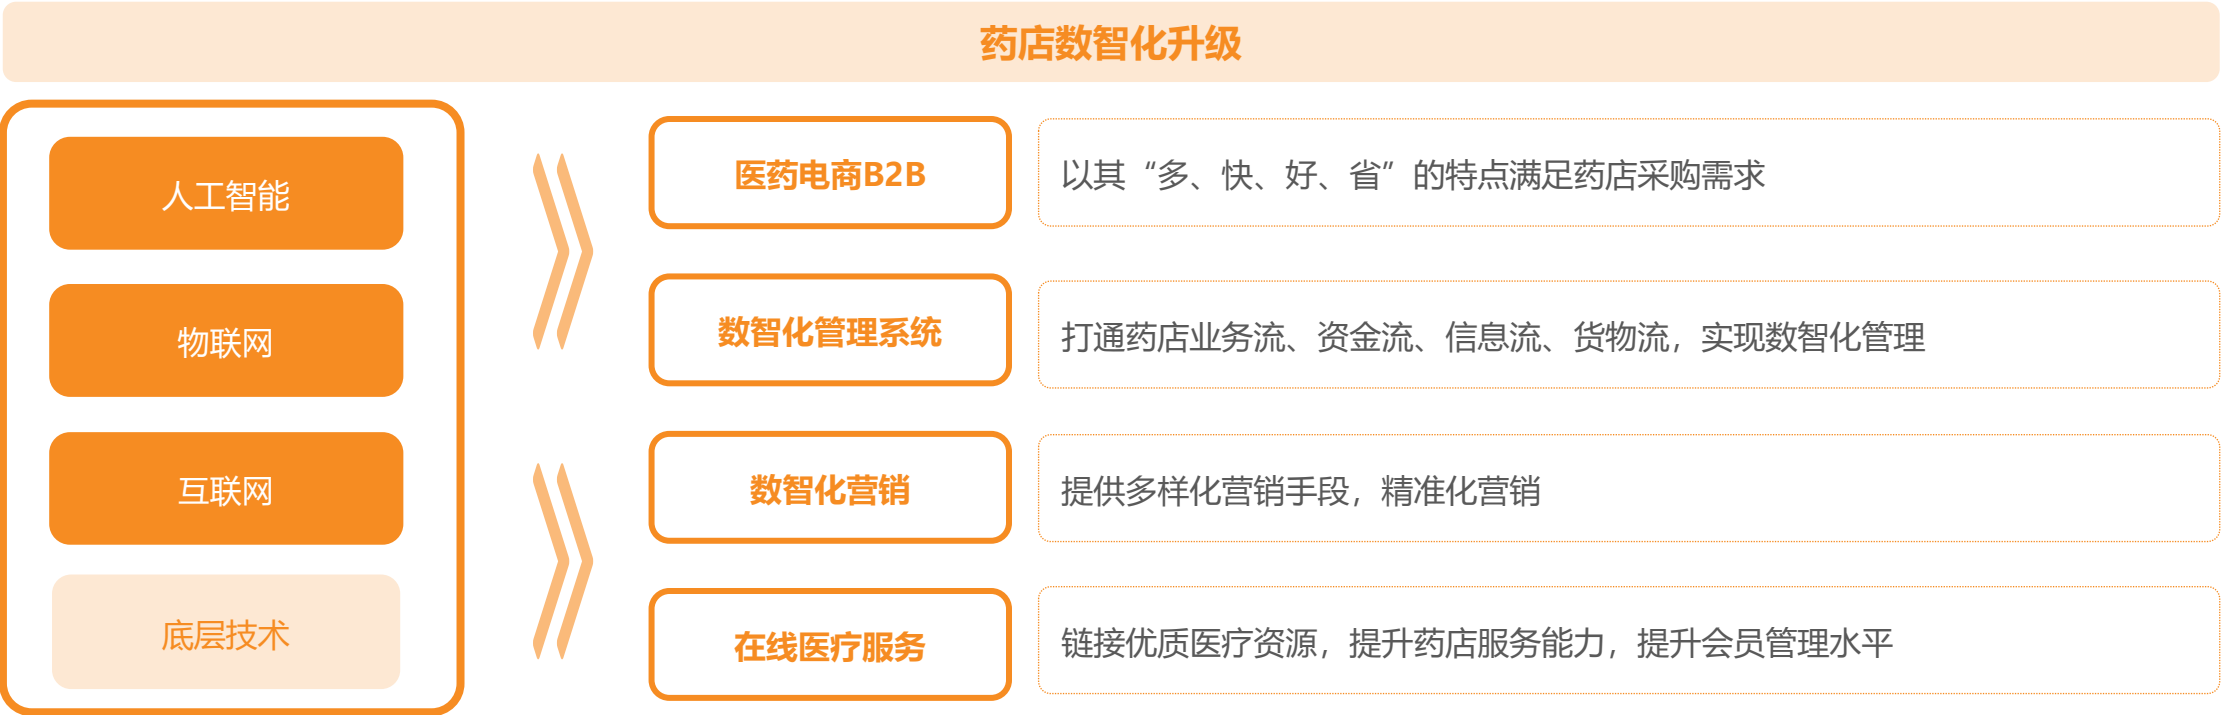 药店数智化升级
人工智能
物联网
互联网
底层技术
医药电商B2B
以其“多、快、好、省”的特点满足药店采购需求
数智化管理系统
打通药店业务流、资金流、信息流、货物流，实现数智化管理
数智化营销
提供多样化营销手段，精准化营销
在线医疗服务
链接优质医疗资源，提升药店服务能力，提升会员管理水平